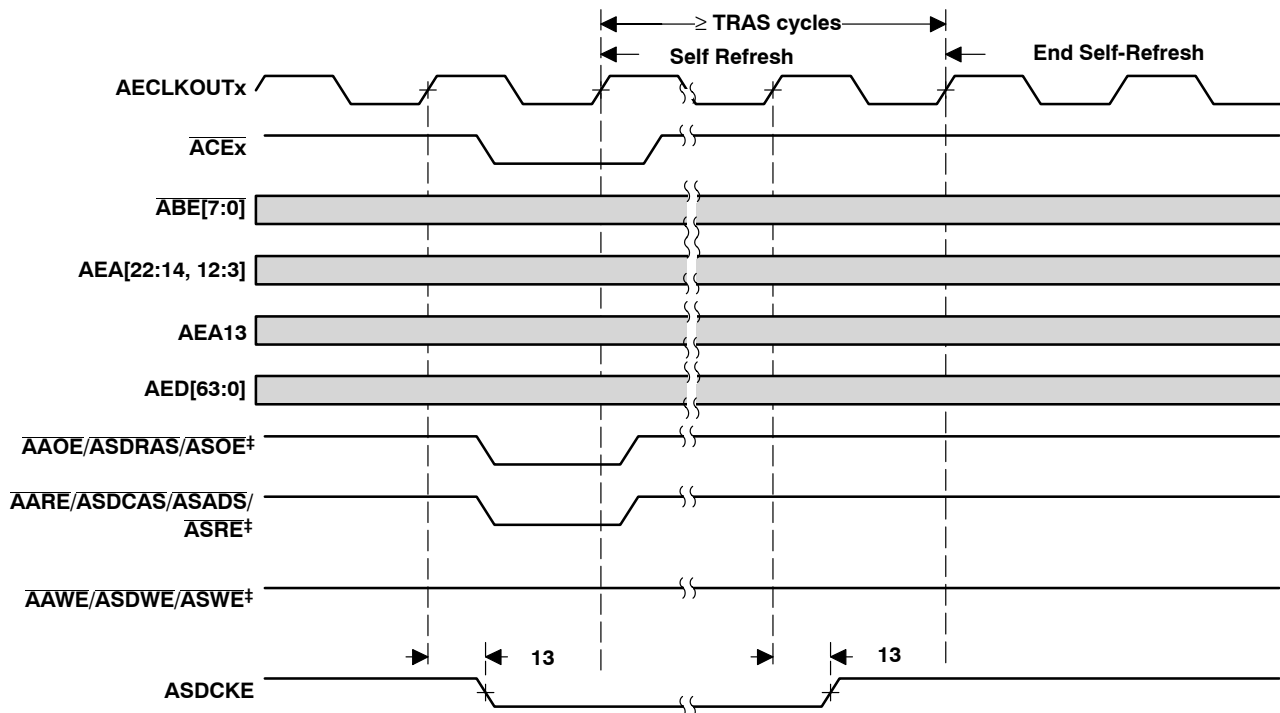 ≥ TRAS cycles
Self Refresh
End Self-Refresh
AECLKOUTx
ACEx
ABE[7:0]
AEA[22:14, 12:3]
AEA13
AED[63:0]
AAOE/ASDRAS/ASOE‡
AARE/ASDCAS/ASADS/
ASRE‡
AAWE/ASDWE/ASWE‡
13
13
ASDCKE